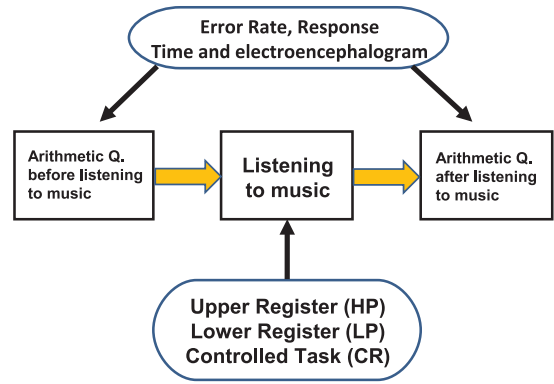 Error Rate, Response
Time and electroencephalogram
Arithmetic Q.
before listening
to music
Listening
to music
Arithmetic Q.
after listening
to music
Upper Register (HP)
Lower Register (LP)
Controlled Task (CR)